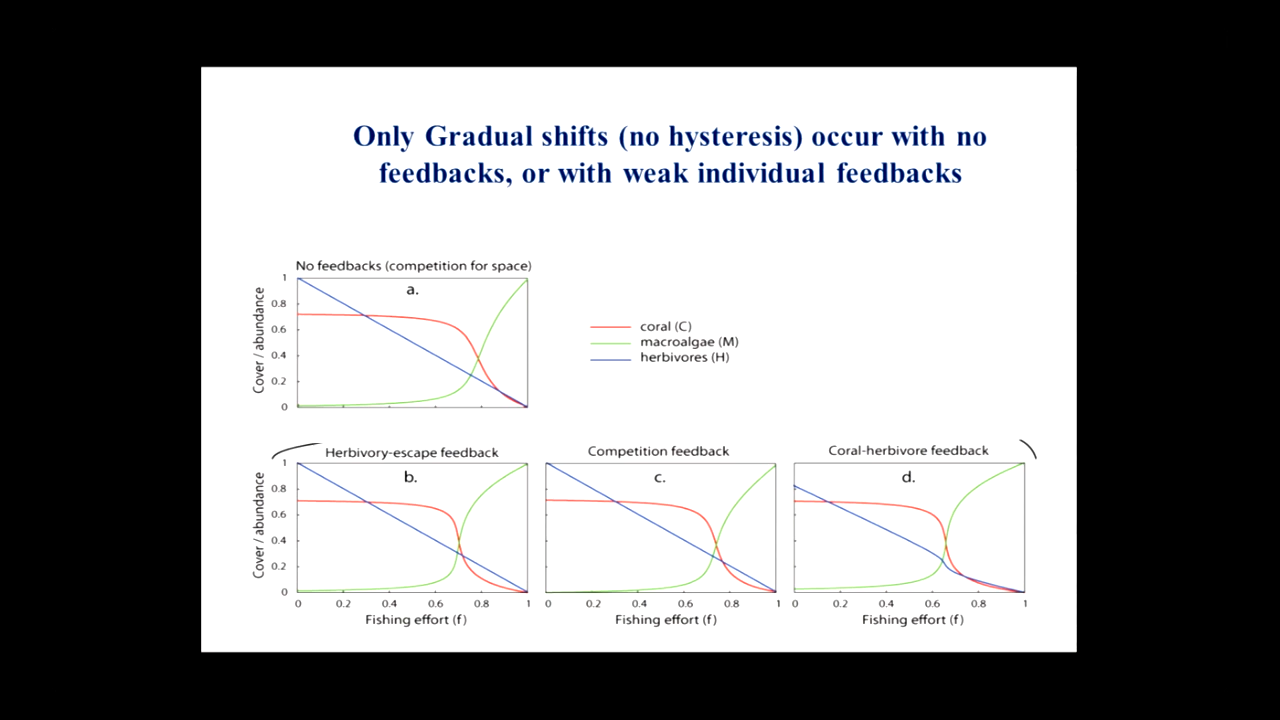 Only Gradual shifts (no hysteresis) occur with no
feedbacks, or with weak individual feedbacks
No feedbacks (competition for space)
a.
Cover / abundance
1
0.8
0.6
0.4
0.2
0
coral (C)
macroalgae (M)
herbivores (H)
Herbivory-escape feedback
b.
Cover / abundance
1
0.8
0.6
0.4
0.2
0
0 0.2 0.4 0.6 0.8 1
Fishing effort (f)
Competition feedback
c.
0 0.2 0.4 0.6 0.8 1
Fishing effort (f)
Coral-herbivore feedback
d.
0 0.2 0.4 0.6 0.8 1
Fishing effort (f)